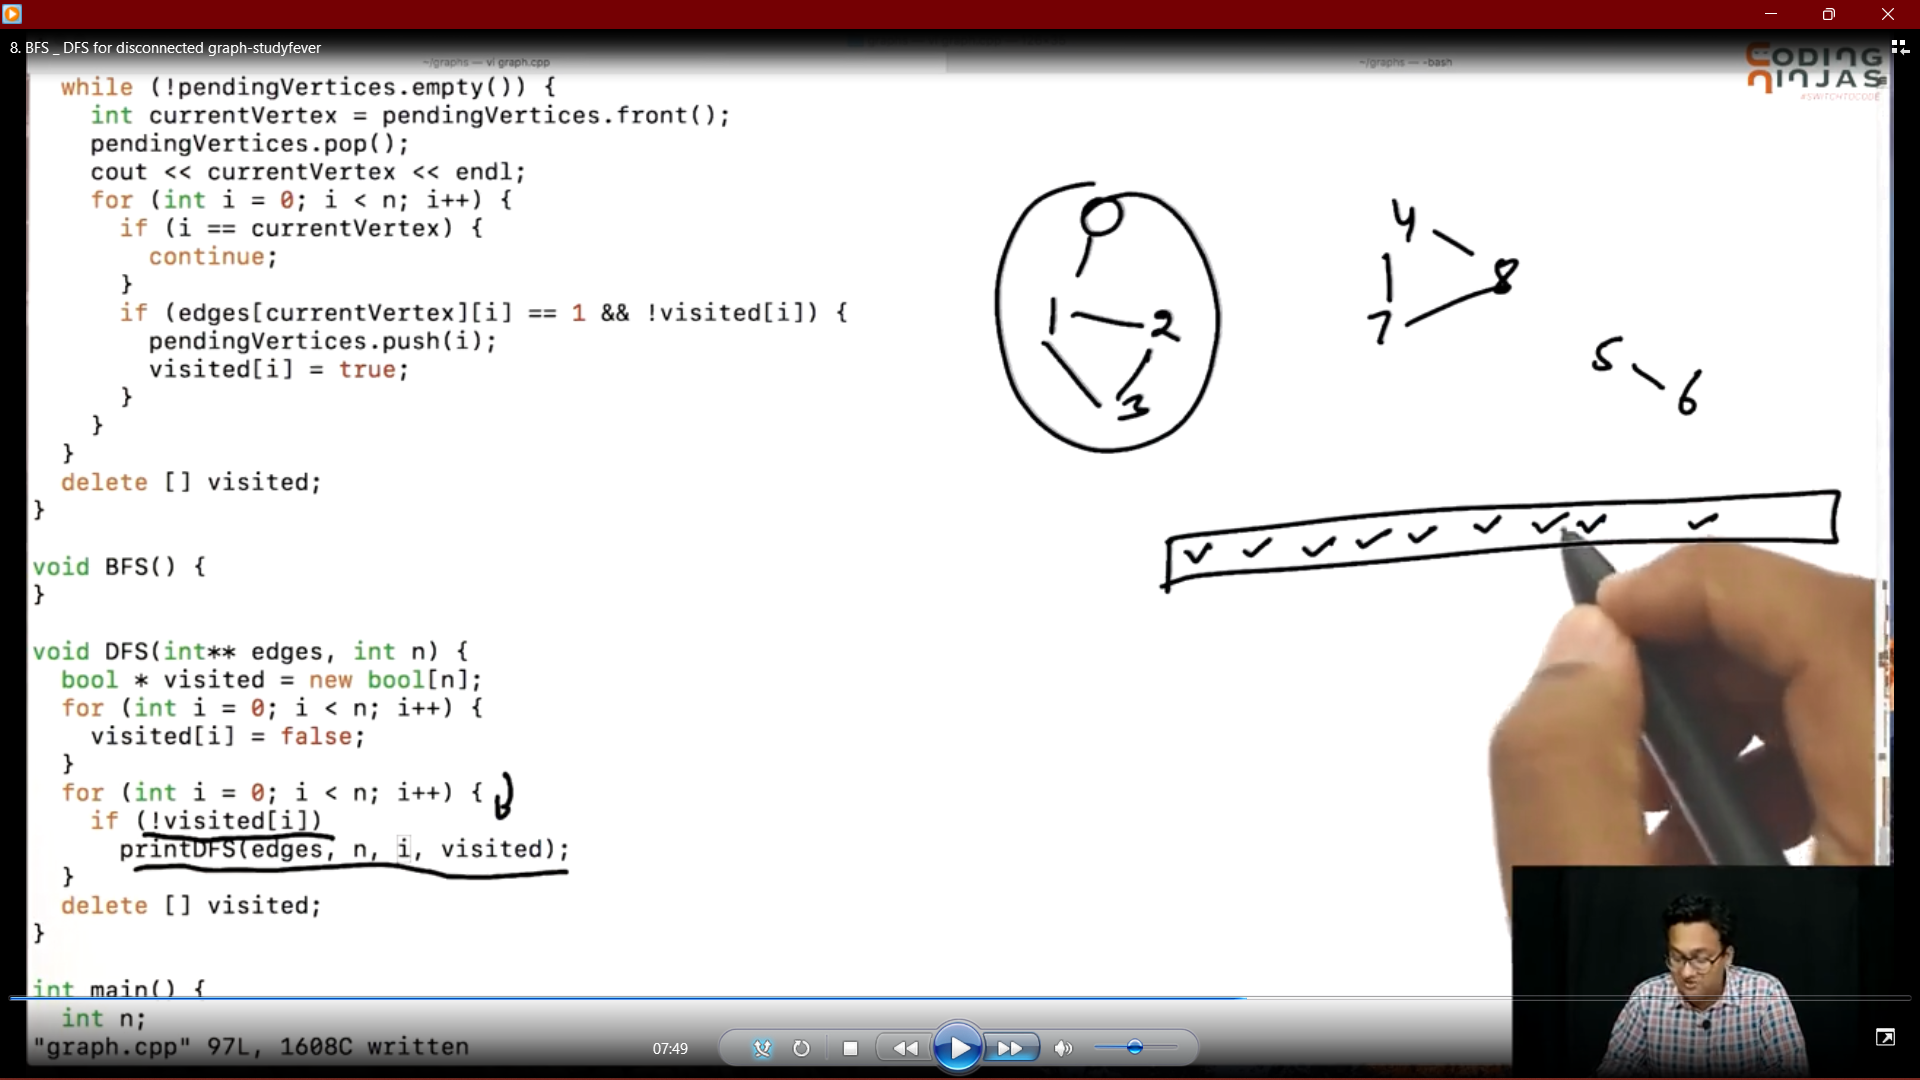 8. BFS _ DFS for disconnected graph-studyfever
~/graphs — vi graph.cpp
~/graphs — -bash
CODING
NINJAS
#SWITCHTOCODE
while (!pendingVertices.empty()) {
int currentVertex = pendingVertices.front();
pendingVertices.pop();
cout << currentVertex << endl;
for (int i = 0; i < n; i++) {
if (i == currentVertex) {
continue;
}
if (edges[currentVertex][i] == 1 && !visited[i]) {
pendingVertices.push(i);
visited[i] = true;
}
}
}
delete [] visited;
}
void BFS() {
}
void DFS(int** edges, int n) {
bool * visited = new bool[n];
for (int i = 0; i < n; i++) {
visited[i] = false;
}
for (int i = 0; i < n; i++) {
if (!visited[i])
printDFS(edges, n, i, visited);
}
delete [] visited;
}
int main() {
int n;
"graph.cpp" 97L, 1608C written
0
1
2
3
4
8
7
5
6
07:49